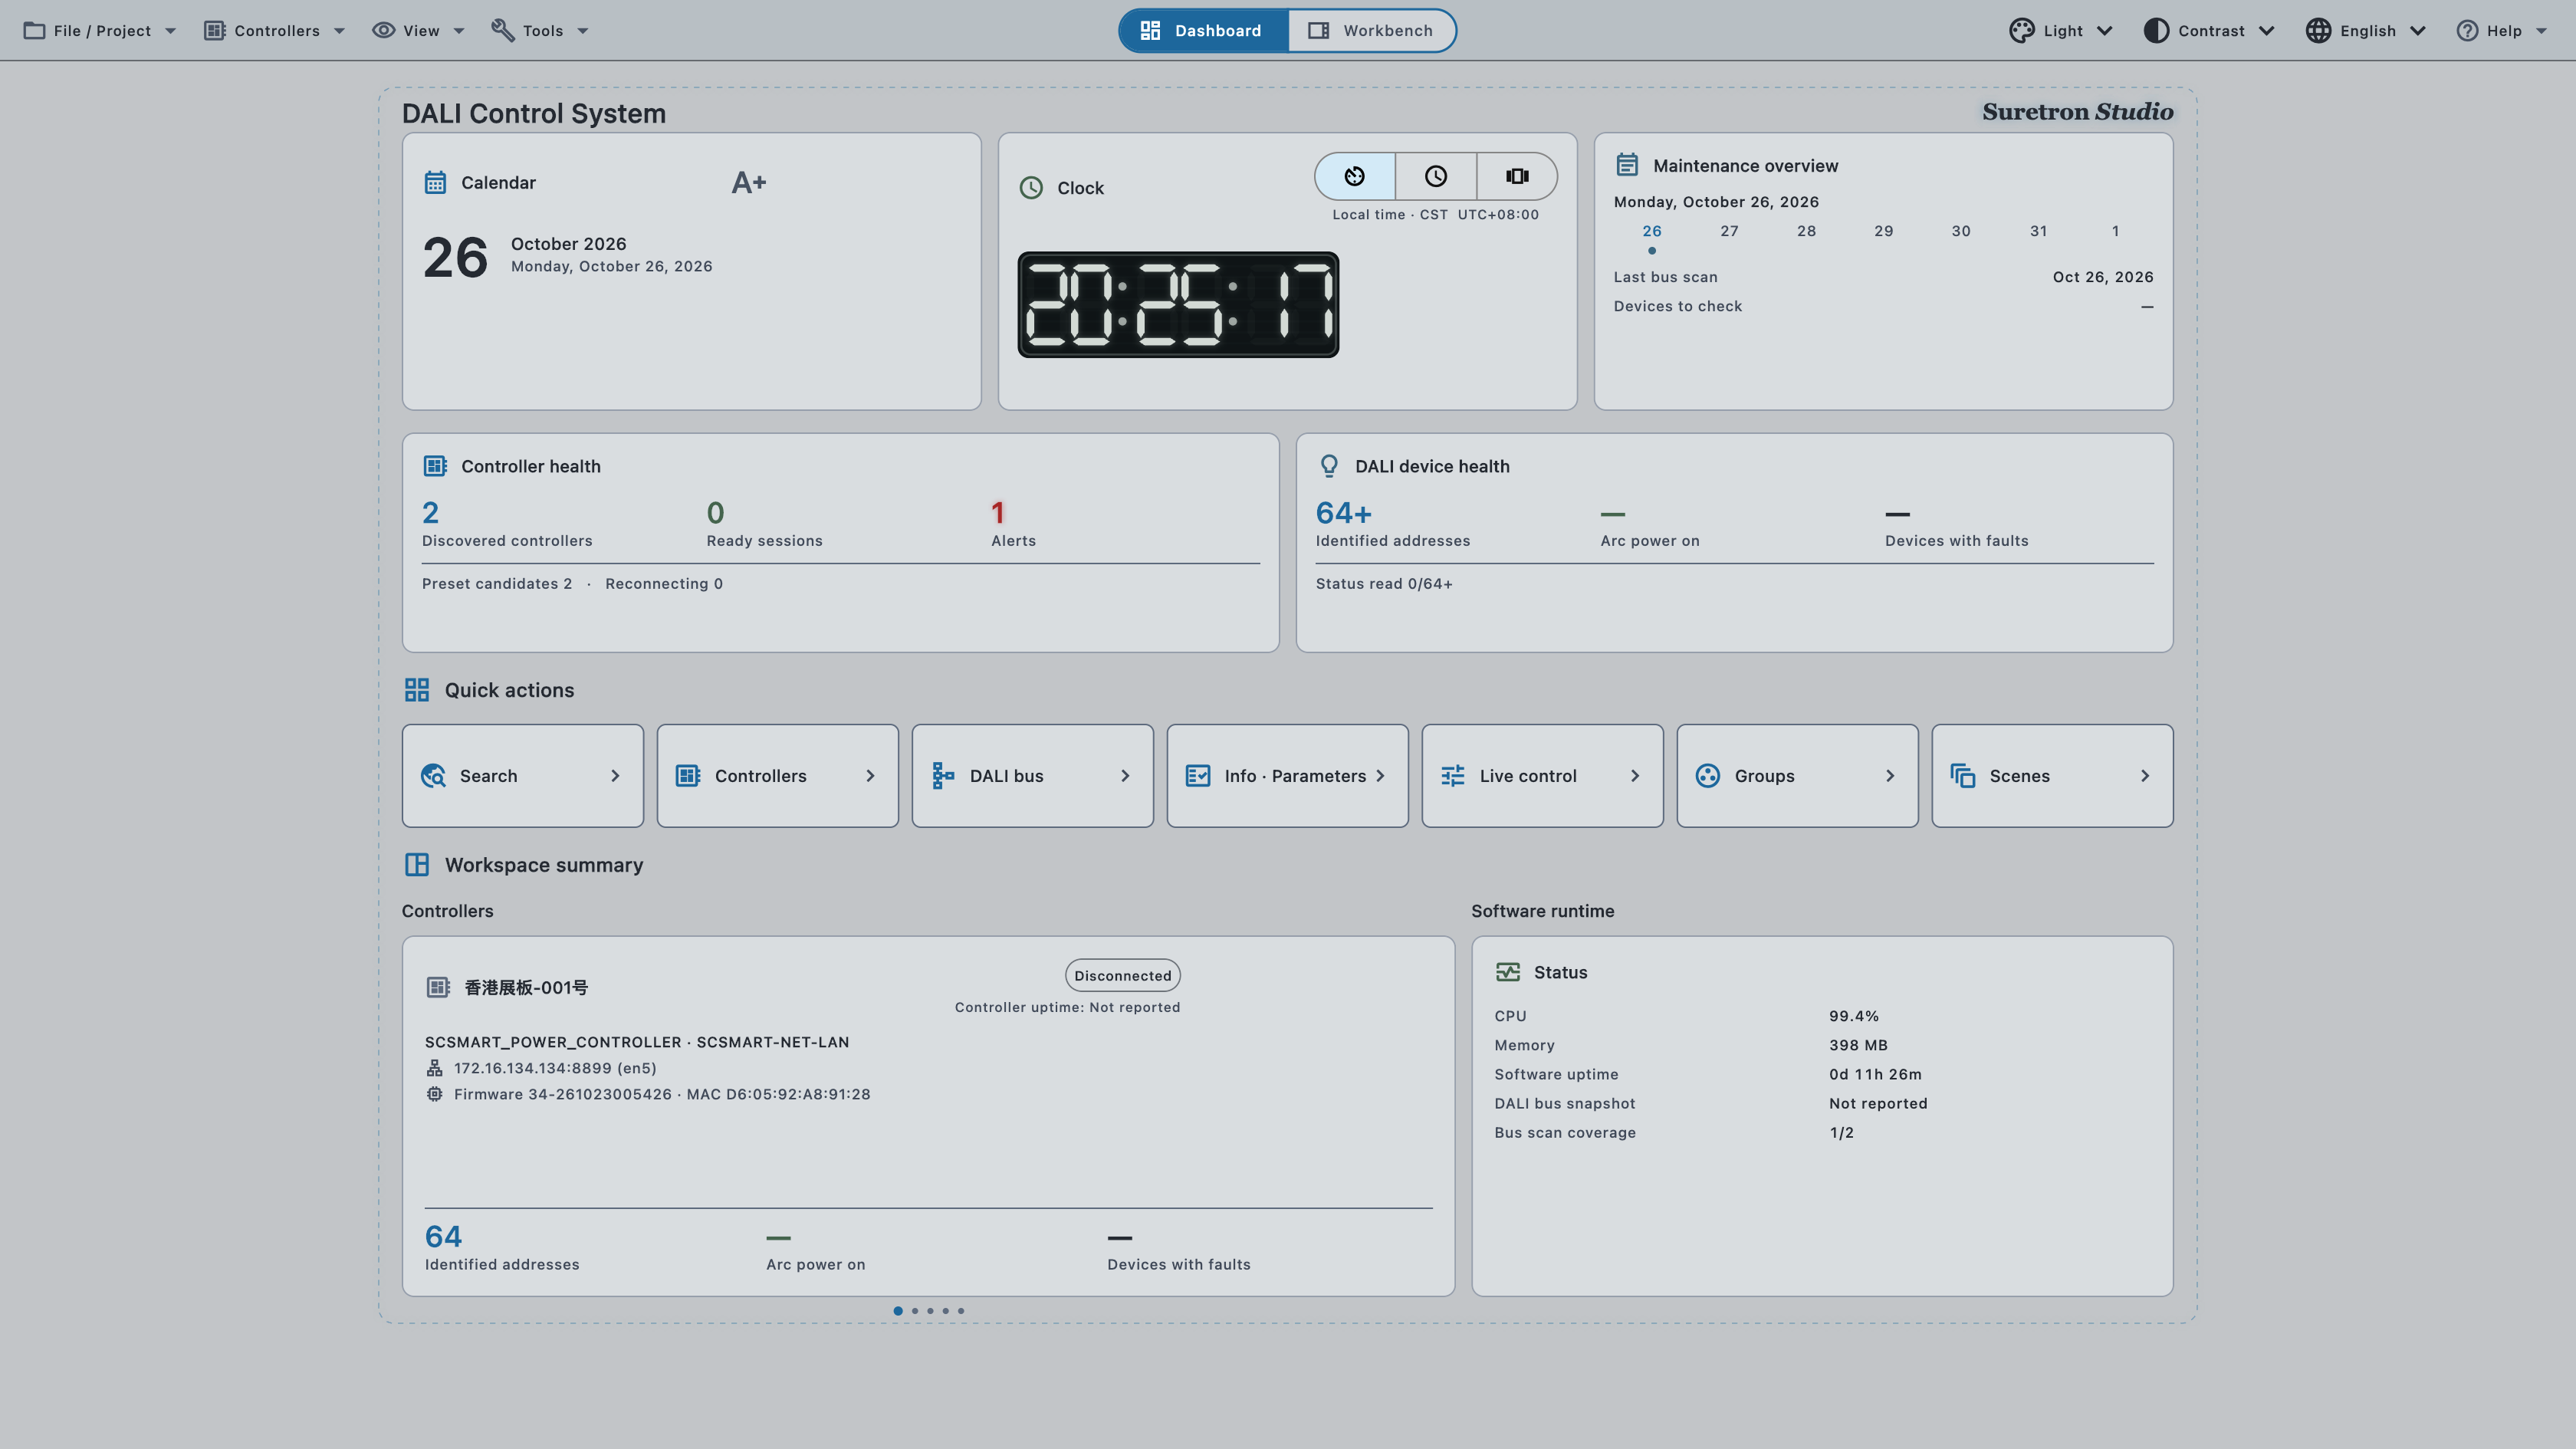 File / Project Controllers View Tools Dashboard Workbench Light Contrast English Help
DALI Control System
Suretron Studio
Calendar A+
26
October 2026
Monday, October 26, 2026
Clock
Local time · CST UTC+08:00
20:25:17
Maintenance overview
Monday, October 26, 2026
26 27 28 29 30 31 1
Last bus scan Oct 26, 2026
Devices to check —
Controller health
2 0 1
Discovered controllers Ready sessions Alerts
Preset candidates 2 · Reconnecting 0
DALI device health
64+ — —
Identified addresses Arc power on Devices with faults
Status read 0/64+
Quick actions
Search Controllers DALI bus Info · Parameters Live control Groups Scenes
Workspace summary
Controllers
香港展板-001号
Disconnected
Controller uptime: Not reported
SCSMART_POWER_CONTROLLER · SCSMART-NET-LAN
172.16.134.134:8899 (en5)
Firmware 34-261023005426 · MAC D6:05:92:A8:91:28
64 — —
Identified addresses Arc power on Devices with faults
Software runtime
Status
CPU 99.4%
Memory 398 MB
Software uptime 0d 11h 26m
DALI bus snapshot Not reported
Bus scan coverage 1/2